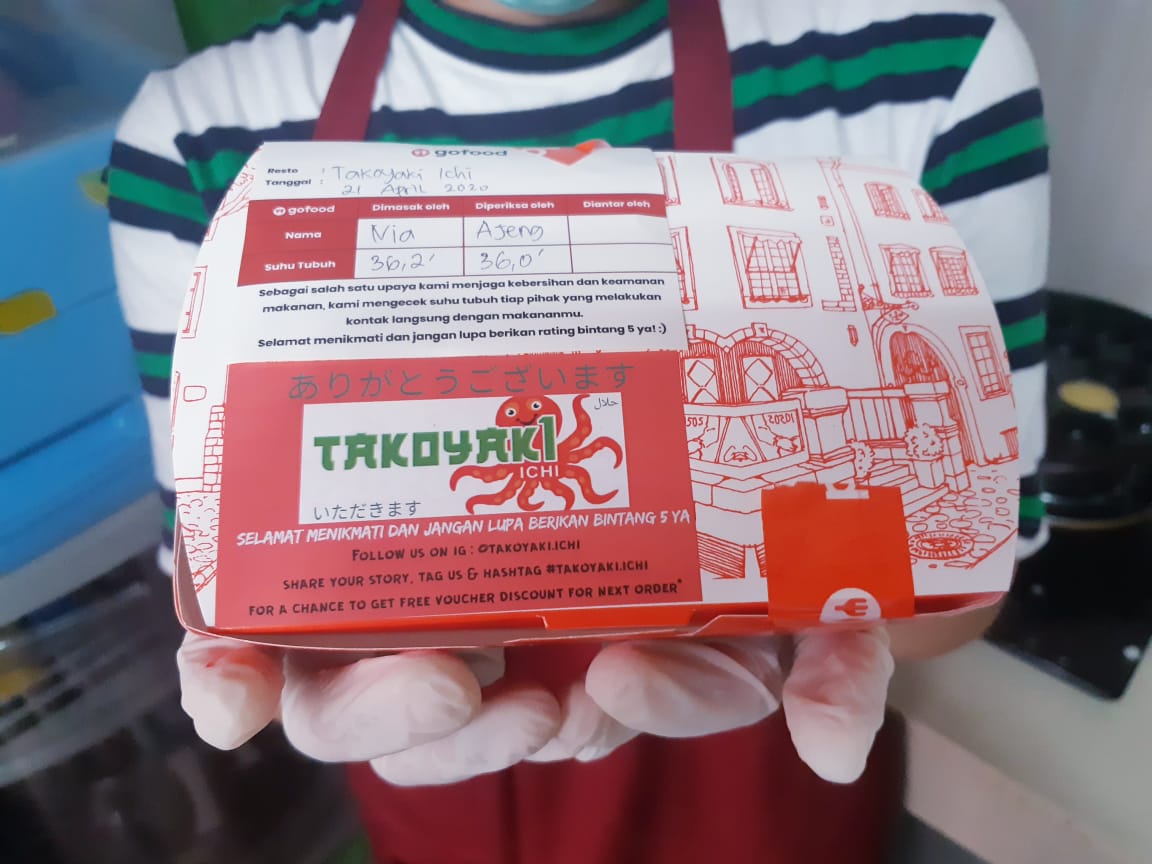 gofood
Resto : Takoyaki Ichi
Tanggal : 21 April 2020
gofood Dimasak oleh Diperiksa oleh Diantar oleh
Nama Nia Ajeng
Suhu Tubuh 36,2' 36,0'
Sebagai salah satu upaya kami menjaga kebersihan dan keamanan
makanan, kami mengecek suhu tubuh tiap pihak yang melakukan
kontak langsung dengan makananmu.
Selamat menikmati dan jangan lupa berikan rating bintang 5 ya! :)
ありがとうございます
حلال
TAKOYAK1
ICHI
いただきます
SELAMAT MENIKMATI DAN JANGAN LUPA BERIKAN BINTANG 5 YA
FOLLOW US ON IG : @TAKOYAKI.ICHI
SHARE YOUR STORY, TAG US & HASHTAG #TAKOYAKI.ICHI
FOR A CHANCE TO GET FREE VOUCHER DISCOUNT FOR NEXT ORDER*